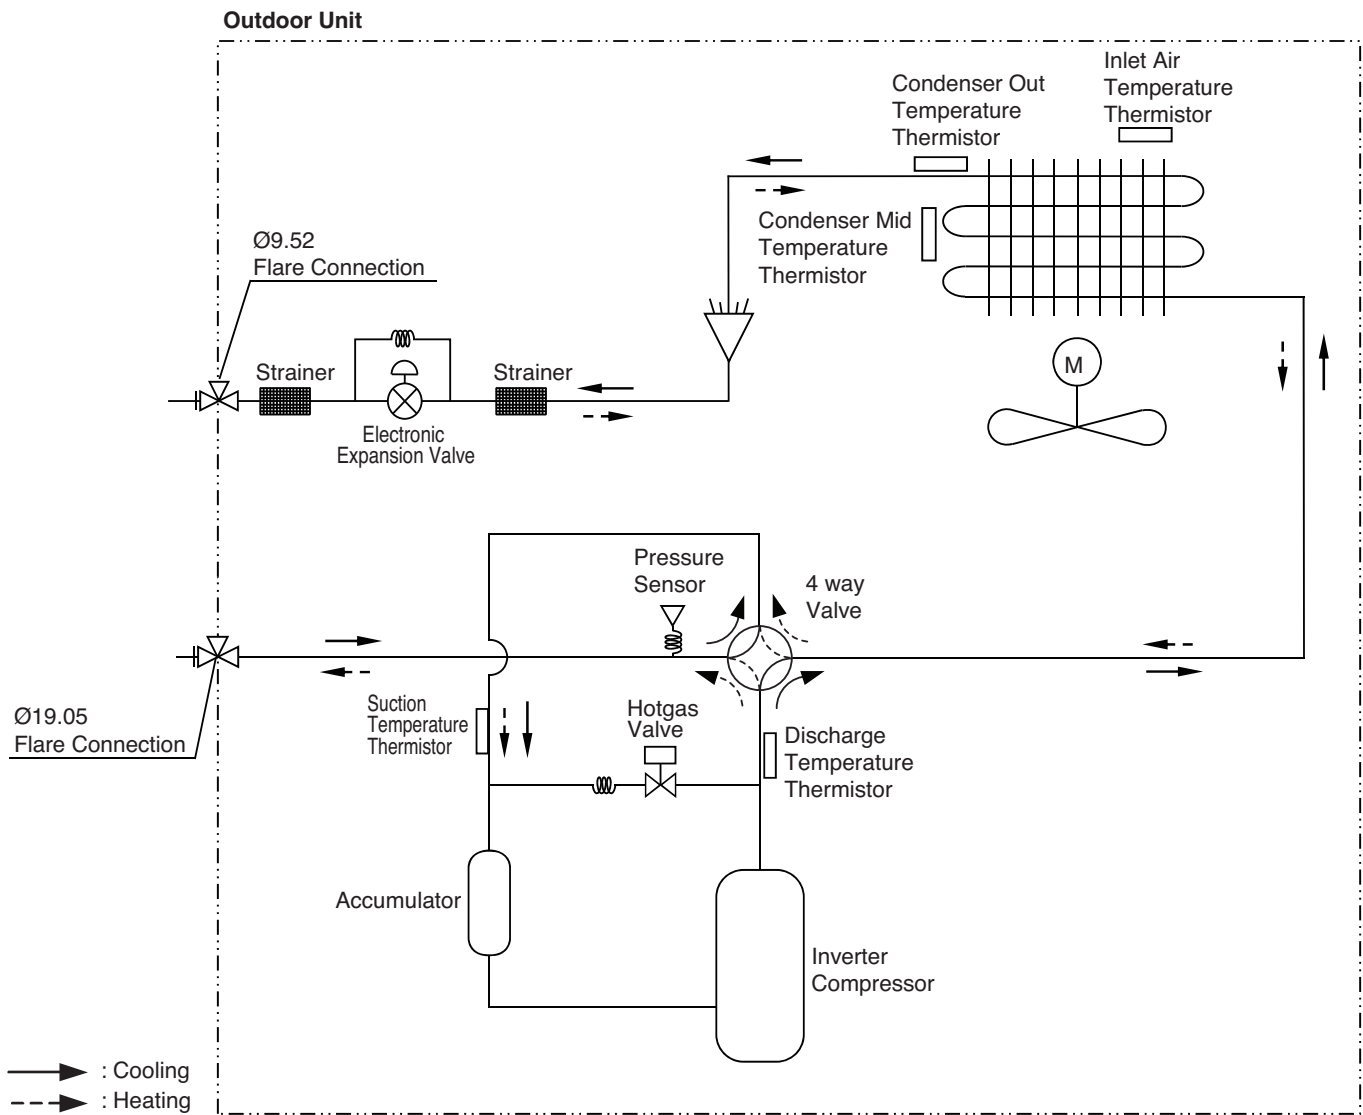 Outdoor Unit
Inlet Air
Temperature
Thermistor
Condenser Out
Temperature
Thermistor
Condenser Mid
Temperature
Thermistor
Ø9.52
Flare Connection
Strainer
Strainer
M
Electronic
Expansion Valve
Pressure
Sensor
4 way
Valve
Ø19.05
Flare Connection
Suction
Temperature
Thermistor
Hotgas
Valve
Discharge
Temperature
Thermistor
Accumulator
Inverter
Compressor
: Cooling
: Heating